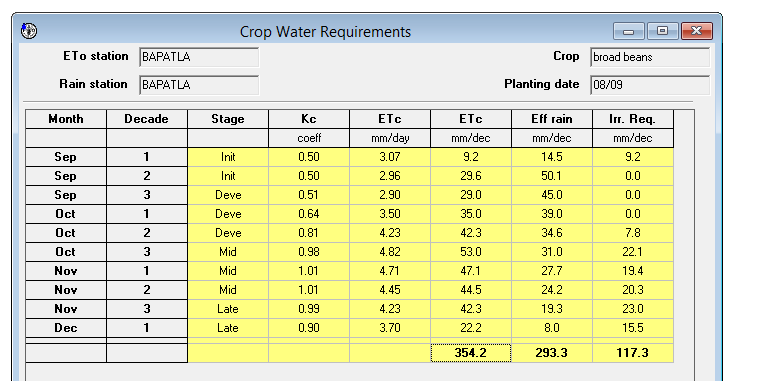 Crop Water Requirements
ETo station BAPATLA Crop broad beans
Rain station BAPATLA Planting date 08/09
Month Decade Stage Kc ETc ETc Eff rain Irr. Req.
coeff mm/day mm/dec mm/dec mm/dec
Sep 1 Init 0.50 3.07 9.2 14.5 9.2
Sep 2 Init 0.50 2.96 29.6 50.1 0.0
Sep 3 Deve 0.51 2.90 29.0 45.0 0.0
Oct 1 Deve 0.64 3.50 35.0 39.0 0.0
Oct 2 Deve 0.81 4.23 42.3 34.6 7.8
Oct 3 Mid 0.98 4.82 53.0 31.0 22.1
Nov 1 Mid 1.01 4.71 47.1 27.7 19.4
Nov 2 Mid 1.01 4.45 44.5 24.2 20.3
Nov 3 Late 0.99 4.23 42.3 19.3 23.0
Dec 1 Late 0.90 3.70 22.2 8.0 15.5
354.2 293.3 117.3